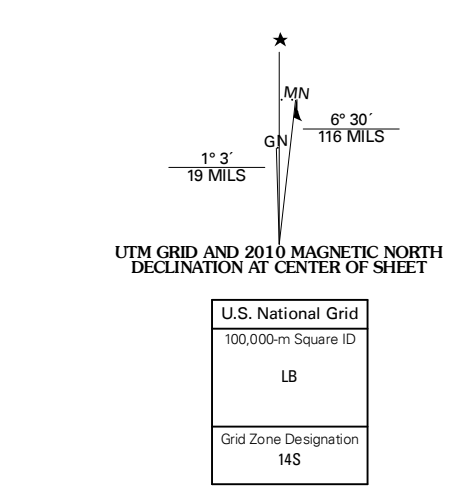 MN
GN
6° 30´
116 MILS
1° 3´
19 MILS
UTM GRID AND 2010 MAGNETIC NORTH
DECLINATION AT CENTER OF SHEET
U.S. National Grid
100,000-m Square ID
LB
Grid Zone Designation
14S